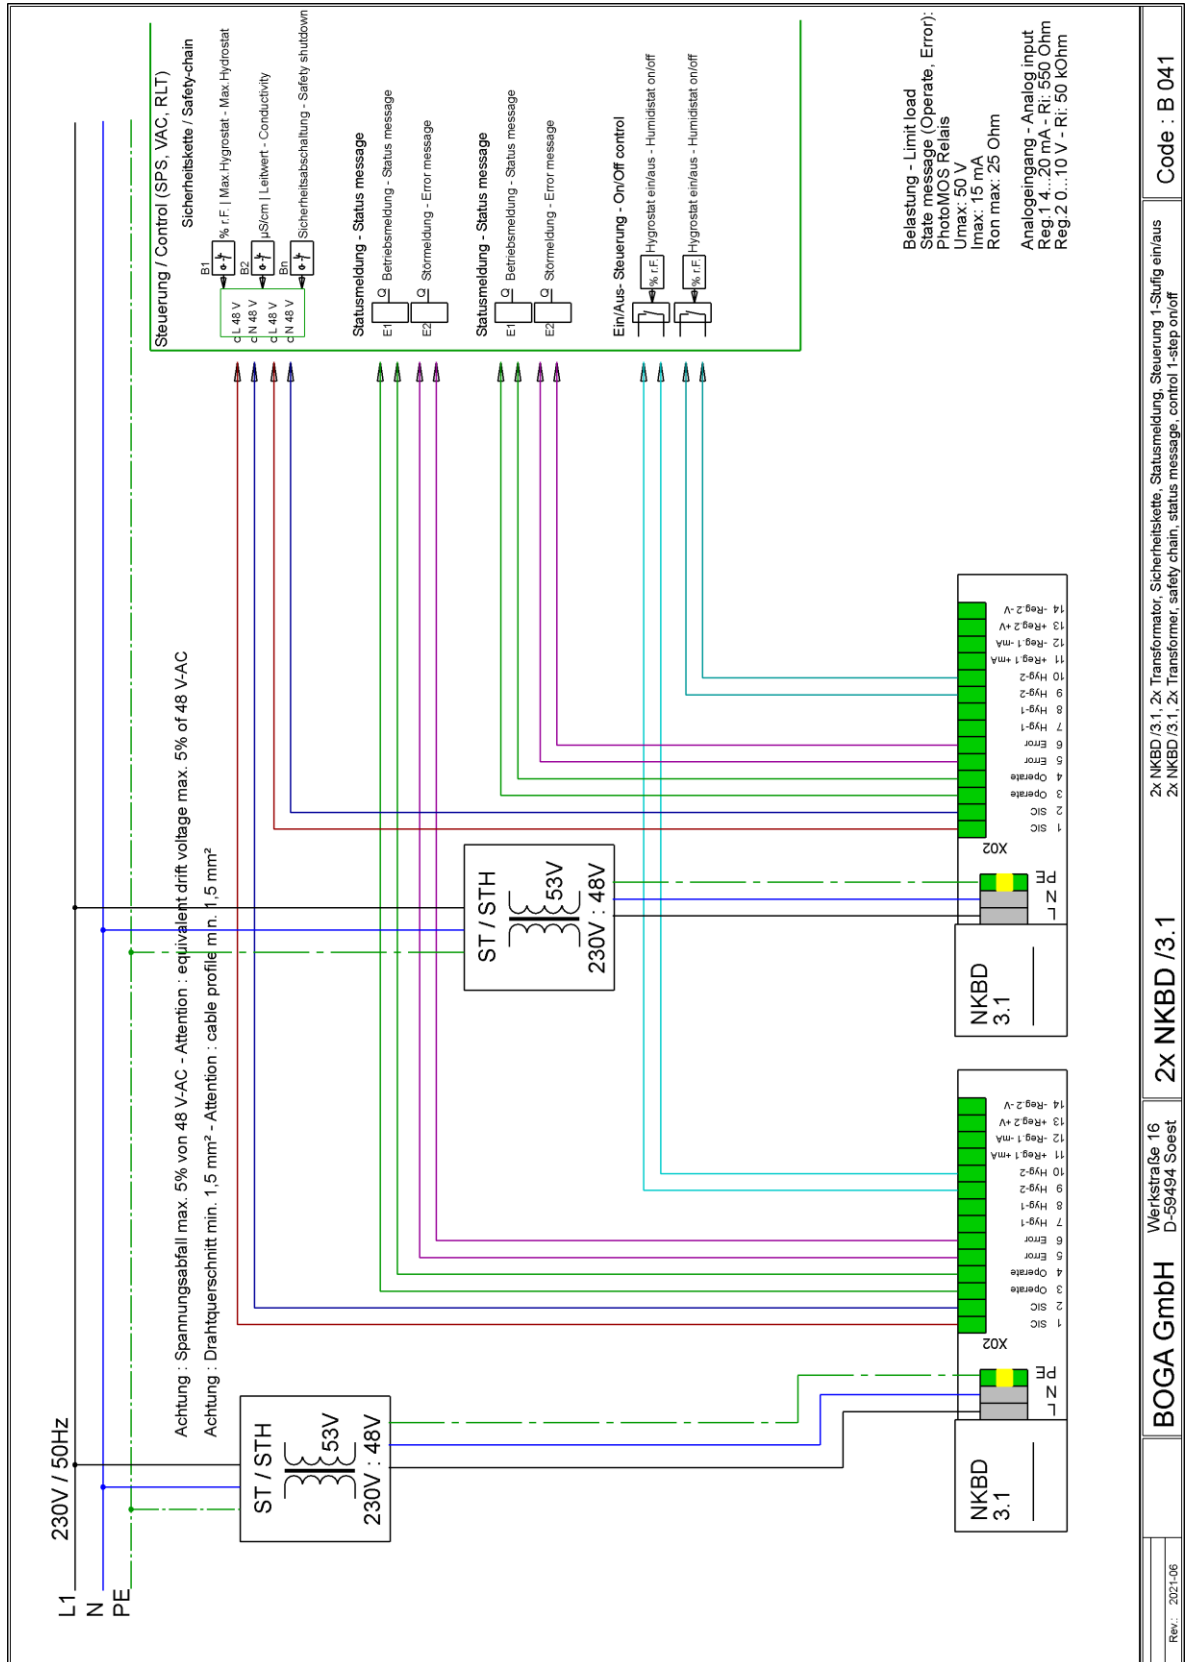 L1
N
PE
230V / 50Hz
Achtung : Spannungsabfall max. 5% von 48 V-AC - Attention : equivalent drift voltage max. 5% of 48 V-AC
Achtung : Drahtquerschnitt min. 1,5 mm² - Attention : cable profile min. 1,5 mm²
ST / STH
53V
230V : 48V
ST / STH
53V
230V : 48V
Steuerung / Control (SPS, VAC, RLT)
Sicherheitskette / Safety-chain
B1
% r.F. | Max.Hygrostat - Max.Hydrostat
B2
µS/cm | Leitwert - Conductivity
Bn
Sicherheitsabschaltung - Safety shutdown
L 48 V
N 48 V
L 48 V
N 48 V
Statusmeldung - Status message
E1
Q
Betriebsmeldung - Status message
E2
Q
Störmeldung - Error message
Statusmeldung - Status message
E1
Q
Betriebsmeldung - Status message
E2
Q
Störmeldung - Error message
Ein/Aus- Steuerung - On/Off control
% r.F.
Hygrostat ein/aus - Humidistat on/off
% r.F.
Hygrostat ein/aus - Humidistat on/off
Belastung - Limit load
State message (Operate, Error):
PhotoMOS Relais
Umax: 50 V
Imax: 15 mA
Ron max: 25 Ohm
Analogeingang - Analog input
Reg.1 4...20 mA - Ri: 550 Ohm
Reg.2 0...10 V - Ri: 50 kOhm
NKBD
3.1
L
N
PE
X02
1 SIC
2 SIC
3 Operate
4 Operate
5 Error
6 Error
7 Hyg-1
8 Hyg-1
9 Hyg-2
10 Hyg-2
11 +Reg.1 +mA
12 -Reg.1 -mA
13 +Reg.2 +V
14 -Reg.2 -V
NKBD
3.1
L
N
PE
X02
1 SIC
2 SIC
3 Operate
4 Operate
5 Error
6 Error
7 Hyg-1
8 Hyg-1
9 Hyg-2
10 Hyg-2
11 +Reg.1 +mA
12 -Reg.1 -mA
13 +Reg.2 +V
14 -Reg.2 -V
Rev.: 2021-06
BOGA GmbH
Werkstraße 16
D-59494 Soest
2x NKBD /3.1
2x NKBD /3.1, 2x Transformator, Sicherheitskette, Statusmeldung, Steuerung 1-Stufig ein/aus
2x NKBD /3.1, 2x Transformer, safety chain, status message, control 1-step on/off
Code : B 041